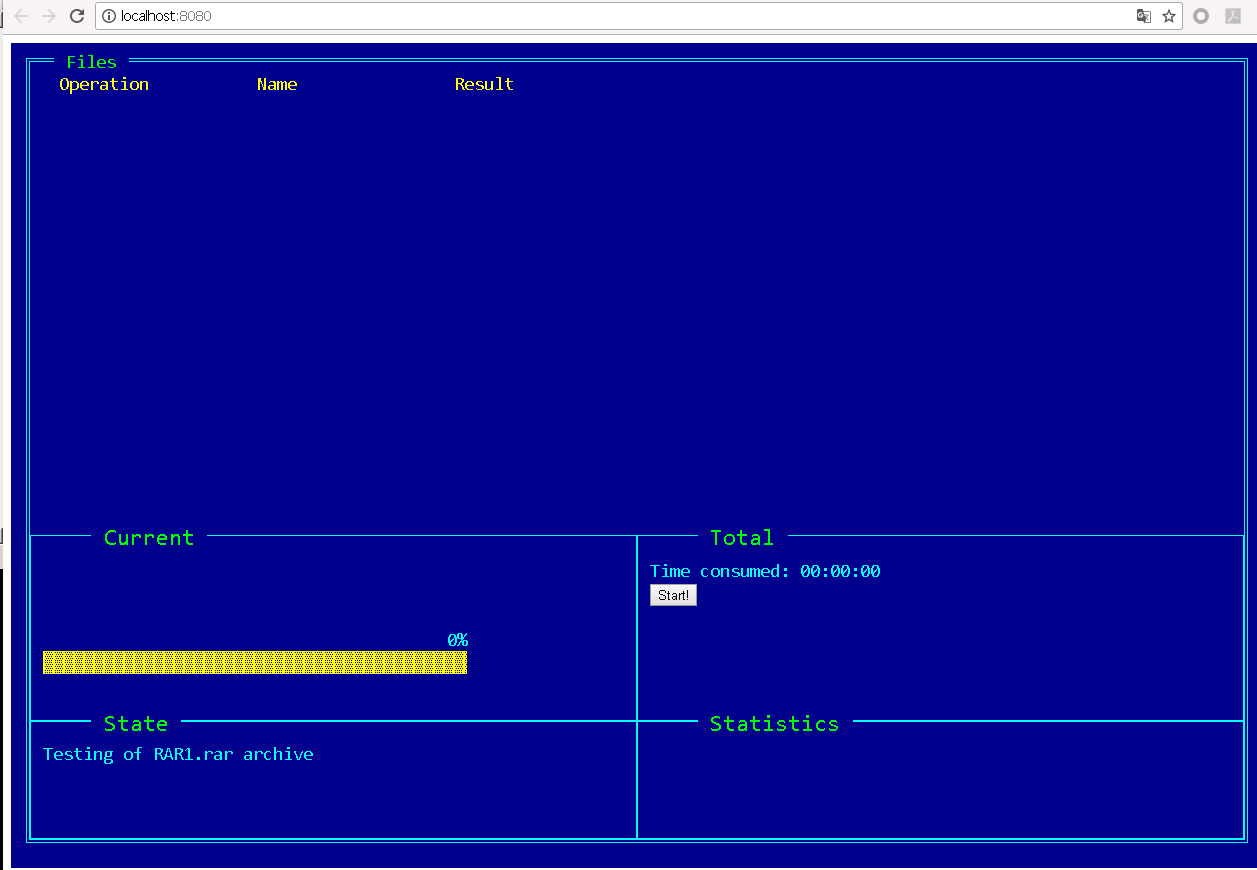 localhost:8080
Files
Operation Name Result
Current
Total
Time consumed: 00:00:00
Start!
0%
State
Statistics
Testing of RAR1.rar archive